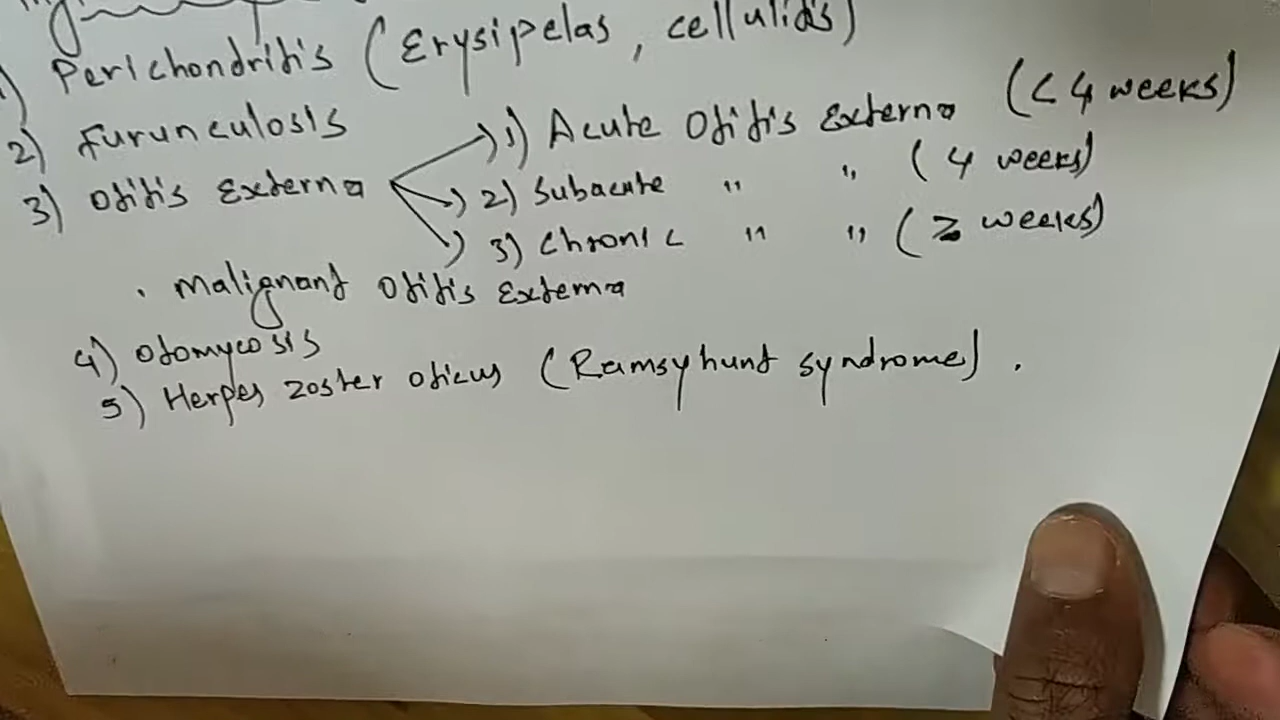 1) Perichondritis (Erysipelas, cellulitis)
2) Furunculosis
3) Otitis Externa
1) Acute Otitis Externa (< 4 weeks)
2) Subacute " " (4 weeks)
3) Chronic " " ( weeks)
. Malignant Otitis Externa
4) Otomycosis
5) Herpes zoster oticus (Ramsyhunt syndrome).